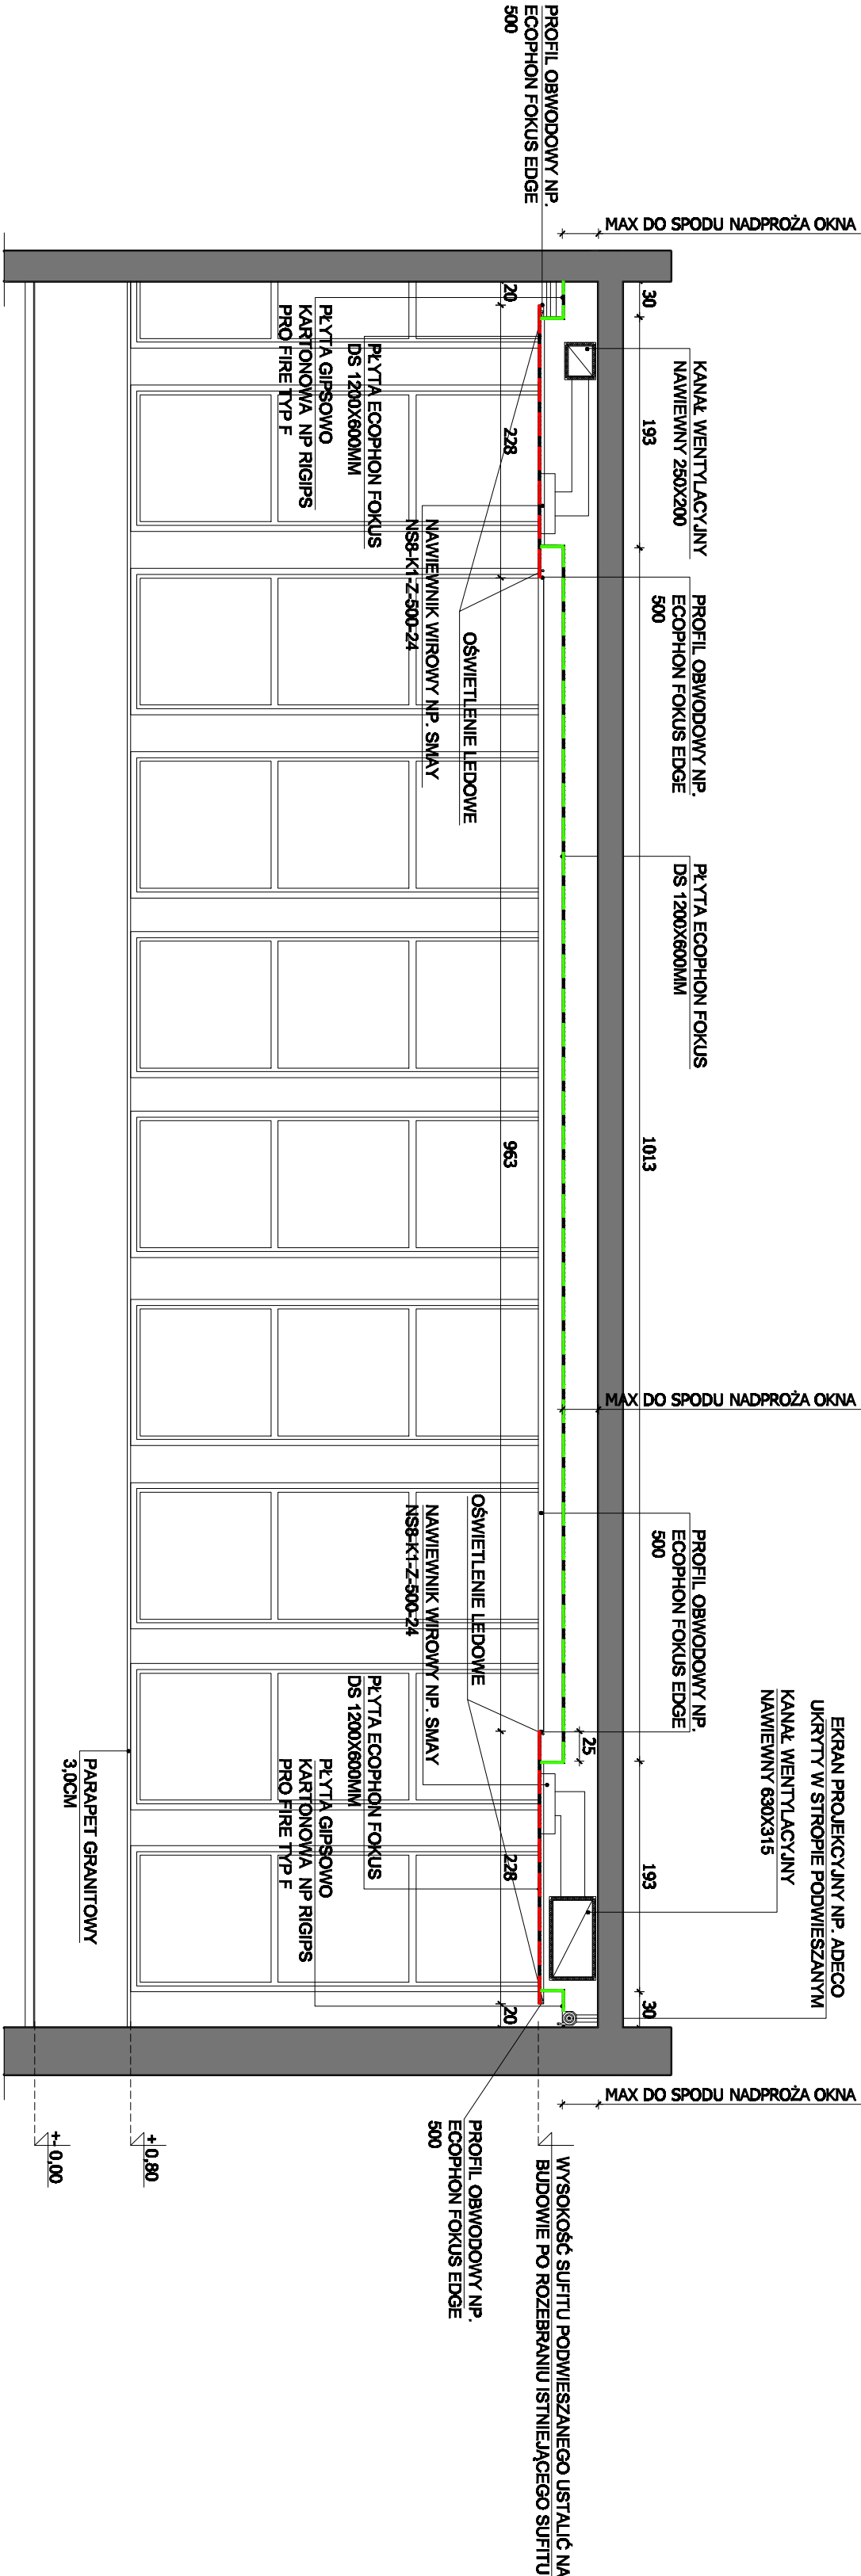 PROFIL OBWODOWY NP.
ECOPHON FOKUS EDGE
500
MAX DO SPODU NADPROŻA OKNA
30
193
1013
193
30
KANAŁ WENTYLACYJNY
NAWIEWNY 250X200
PROFIL OBWODOWY NP.
ECOPHON FOKUS EDGE
500
PŁYTA ECOPHON FOKUS
DS 1200X600MM
MAX DO SPODU NADPROŻA OKNA
PROFIL OBWODOWY NP.
ECOPHON FOKUS EDGE
500
EKRAN PROJEKCYJNY NP. ADECO
UKRYTY W STROPIE PODWIESZANYM
KANAŁ WENTYLACYJNY
NAWIEWNY 630X315
MAX DO SPODU NADPROŻA OKNA
25
20
228
963
228
20
OŚWIETLENIE LEDOWE
NAWIEWNIK WIROWY NP. SMAY
NS8-K1-Z-500-24
PŁYTA ECOPHON FOKUS
DS 1200X600MM
PŁYTA GIPSOWO
KARTONOWA NP RIGIPS
PRO FIRE TYP F
OŚWIETLENIE LEDOWE
NAWIEWNIK WIROWY NP. SMAY
NS8-K1-Z-500-24
PŁYTA ECOPHON FOKUS
DS 1200X600MM
PŁYTA GIPSOWO
KARTONOWA NP RIGIPS
PRO FIRE TYP F
WYSOKOŚĆ SUFITU PODWIESZANEGO USTALIĆ NA
BUDOWIE PO ROZEBRANIU ISTNIEJĄCEGO SUFITU
PROFIL OBWODOWY NP.
ECOPHON FOKUS EDGE
500
PARAPET GRANITOWY
3,0CM
+ 0,80
+- 0,00